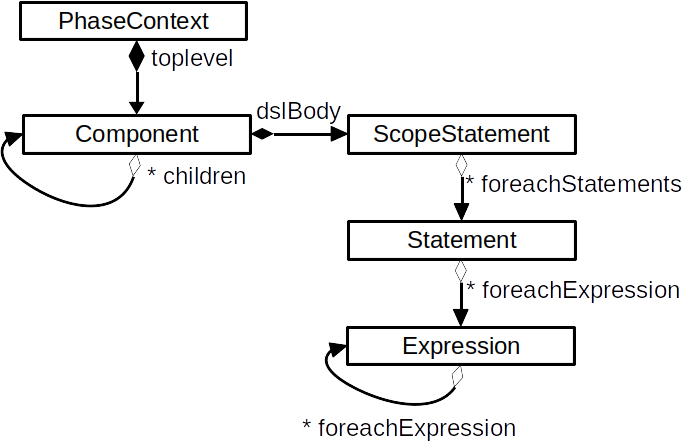 PhaseContext
toplevel
dslBody
Component
ScopeStatement
* children
* foreachStatements
Statement
* foreachExpression
Expression
* foreachExpression